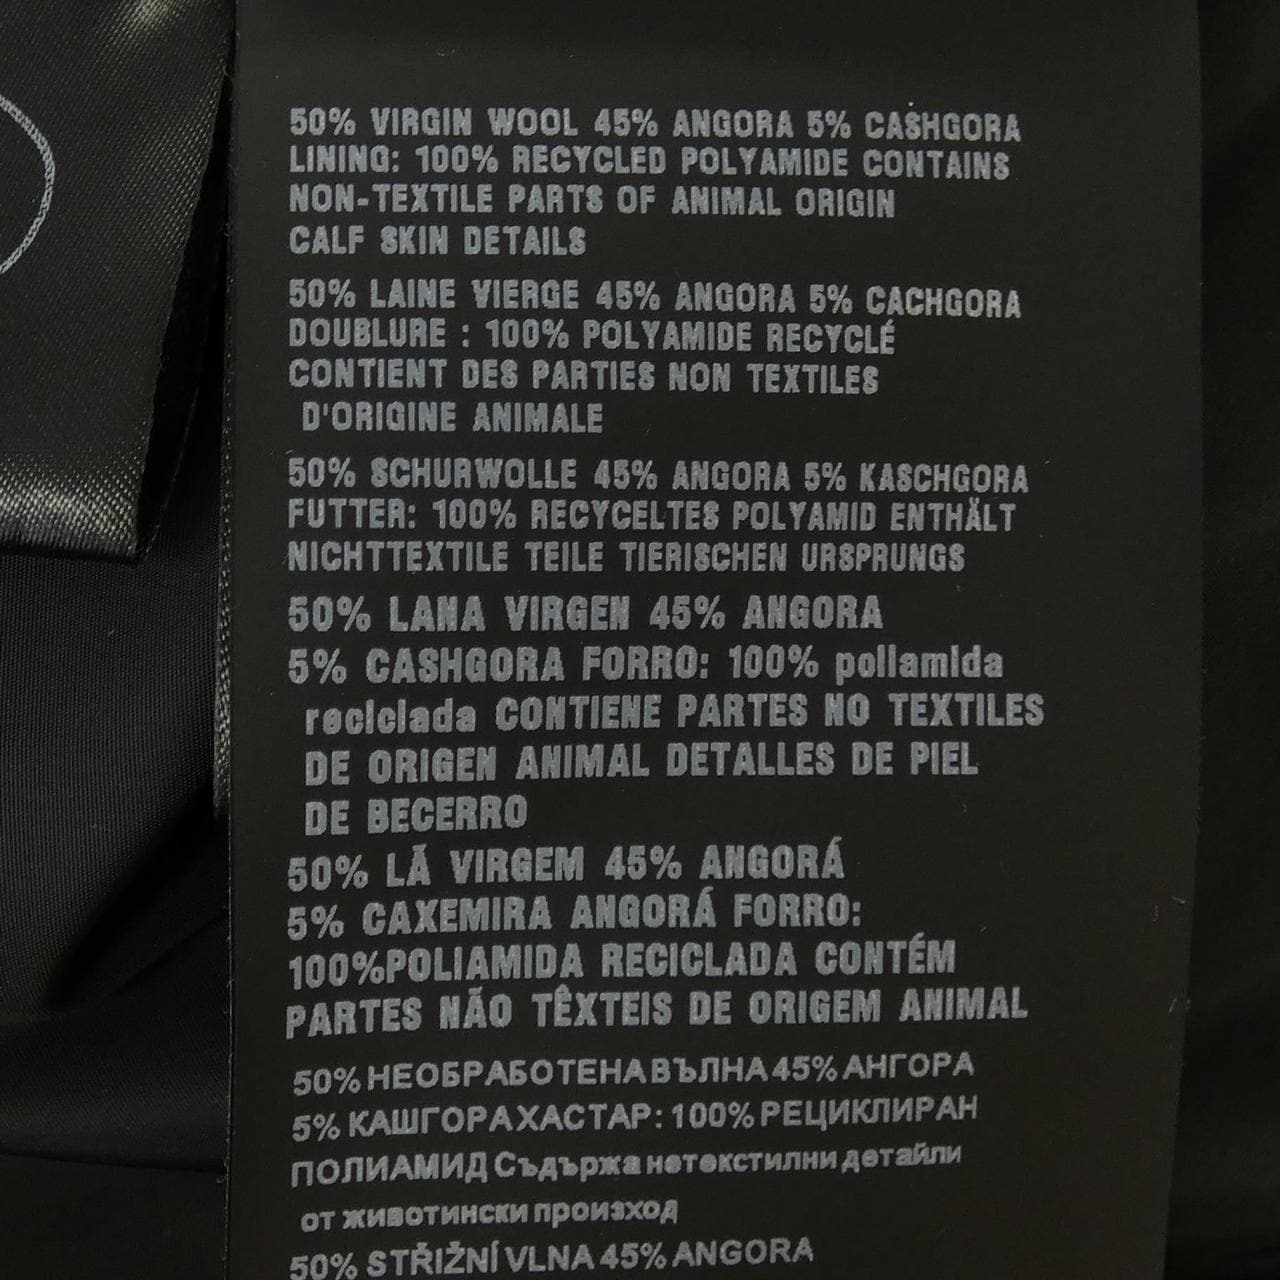 50% VIRGIN WOOL 45% ANGORA 5% CASHGORA
LINING: 100% RECYCLED POLYAMIDE CONTAINS
NON-TEXTILE PARTS OF ANIMAL ORIGIN
CALF SKIN DETAILS
50% LAINE VIERGE 45% ANGORA 5% CACHGORA
DOUBLURE : 100% POLYAMIDE RECYCLÉ
CONTIENT DES PARTIES NON TEXTILES
D'ORIGINE ANIMALE
50% SCHURWOLLE 45% ANGORA 5% KASCHGORA
FUTTER: 100% RECYCELTES POLYAMID ENTHÄLT
NICHTTEXTILE TEILE TIERISCHEN URSPRUNGS
50% LANA VIRGEN 45% ANGORA
5% CASHGORA FORRO: 100% poliamida
reciclada CONTIENE PARTES NO TEXTILES
DE ORIGEN ANIMAL DETALLES DE PIEL
DE BECERRO
50% LÃ VIRGEM 45% ANGORÁ
5% CAXEMIRA ANGORÁ FORRO:
100%POLIAMIDA RECICLADA CONTÉM
PARTES NÃO TÊXTEIS DE ORIGEM ANIMAL
50% НЕОБРАБОТЕНА ВЪЛНА 45% АНГОРА
5% КАШГОРА ХАСТАР: 100% РЕЦИКЛИРАН
ПОЛИАМИД Съдържа нетекстилни детайли
от животински произход
50% STŘIŽNÍ VLNA 45% ANGORA